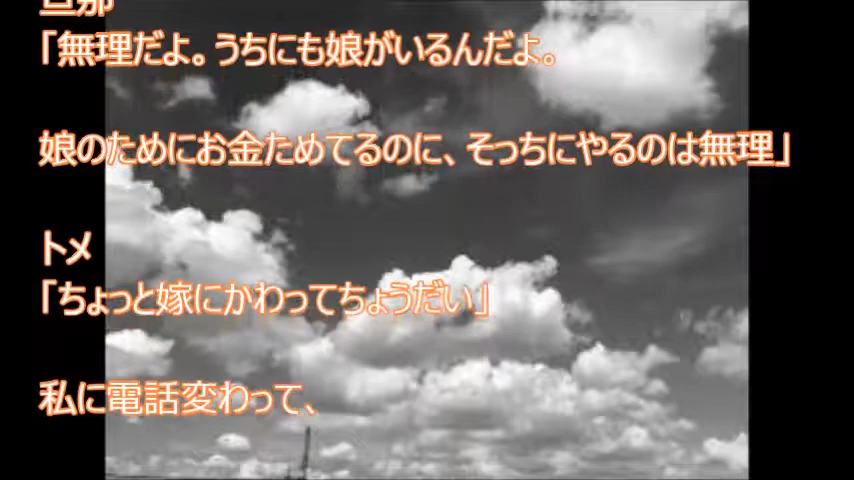 旦那
「無理だよ。うちにも娘がいるんだよ。
娘のためにお金ためてるのに、そっちにやるのは無理」
トメ
「ちょっと嫁にかわってちょうだい」
私に電話変わって、